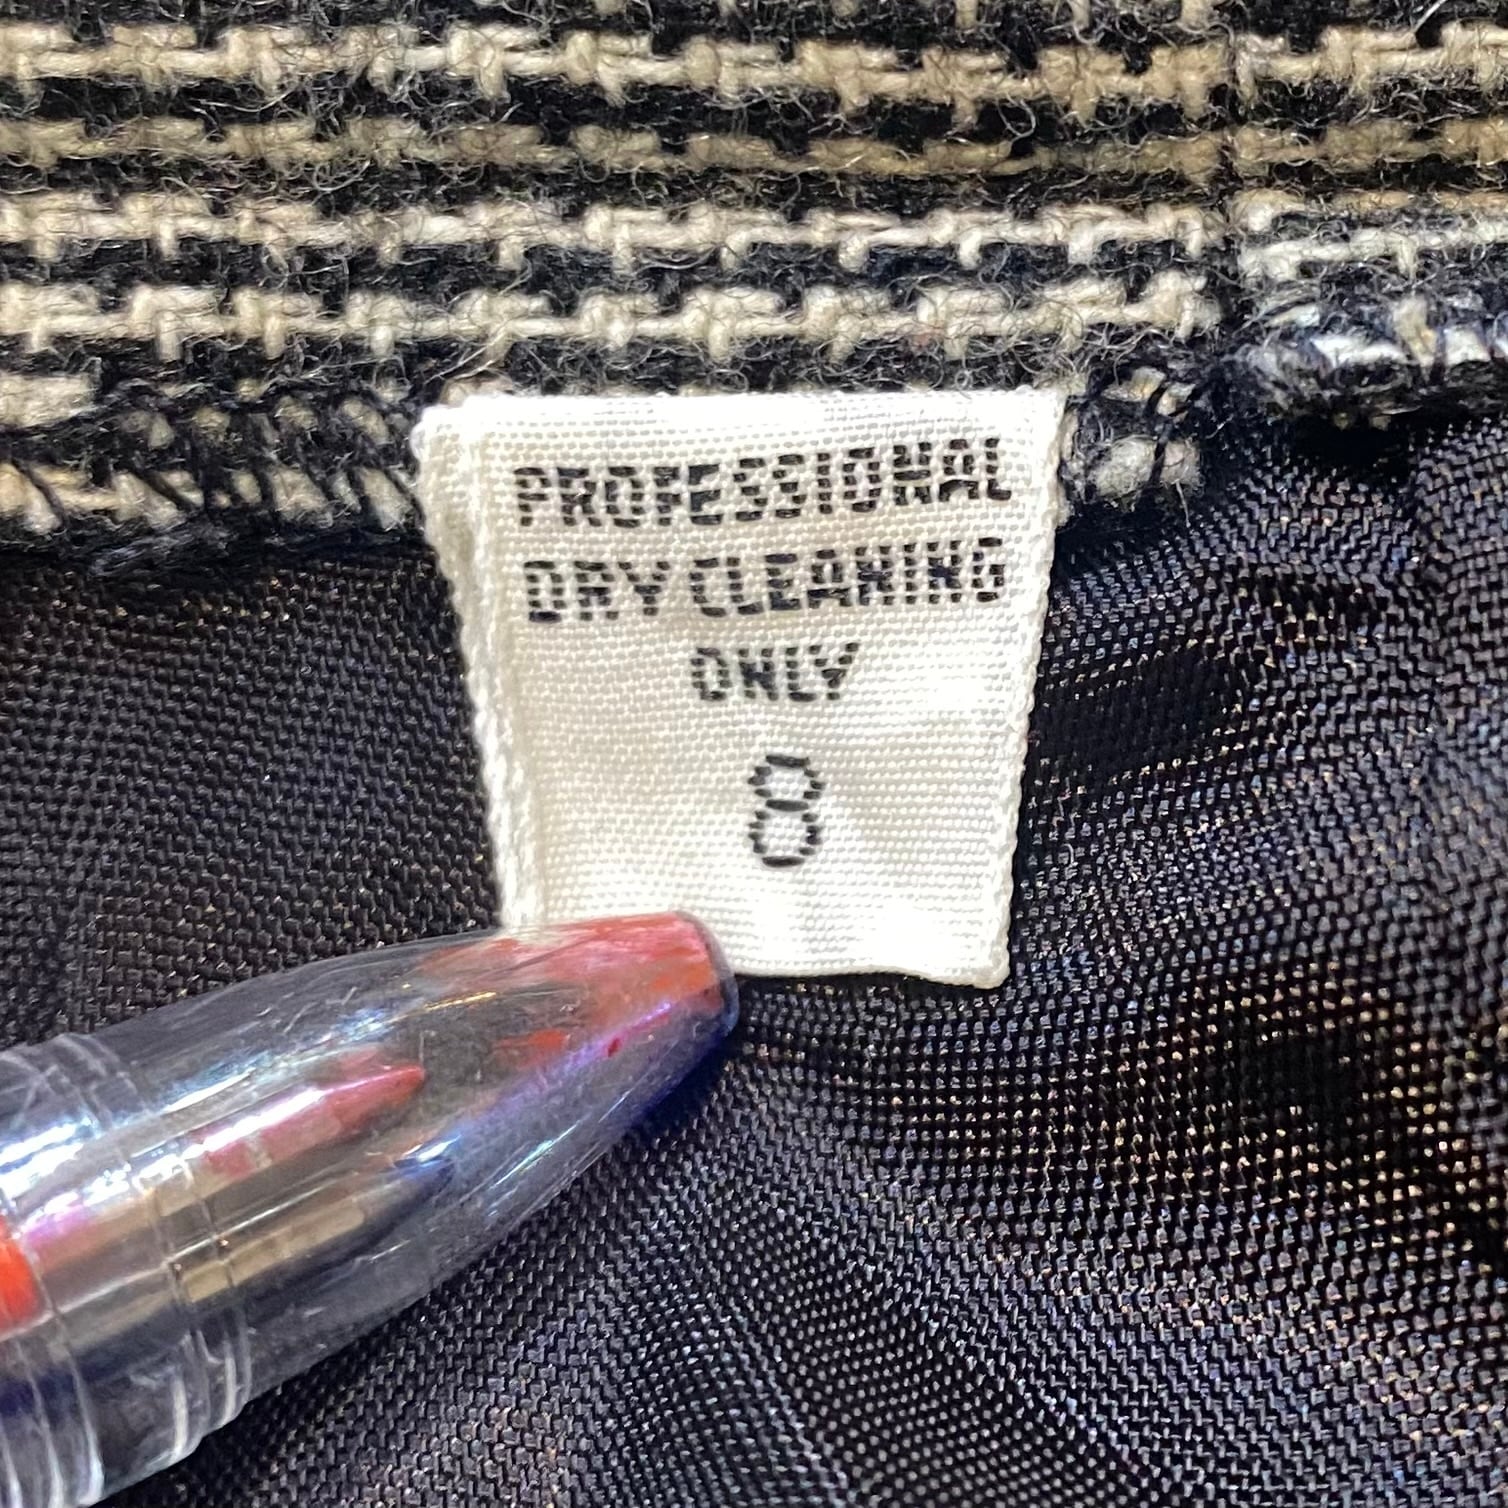 PROFESSIONAL
DRY CLEANING
ONLY
8